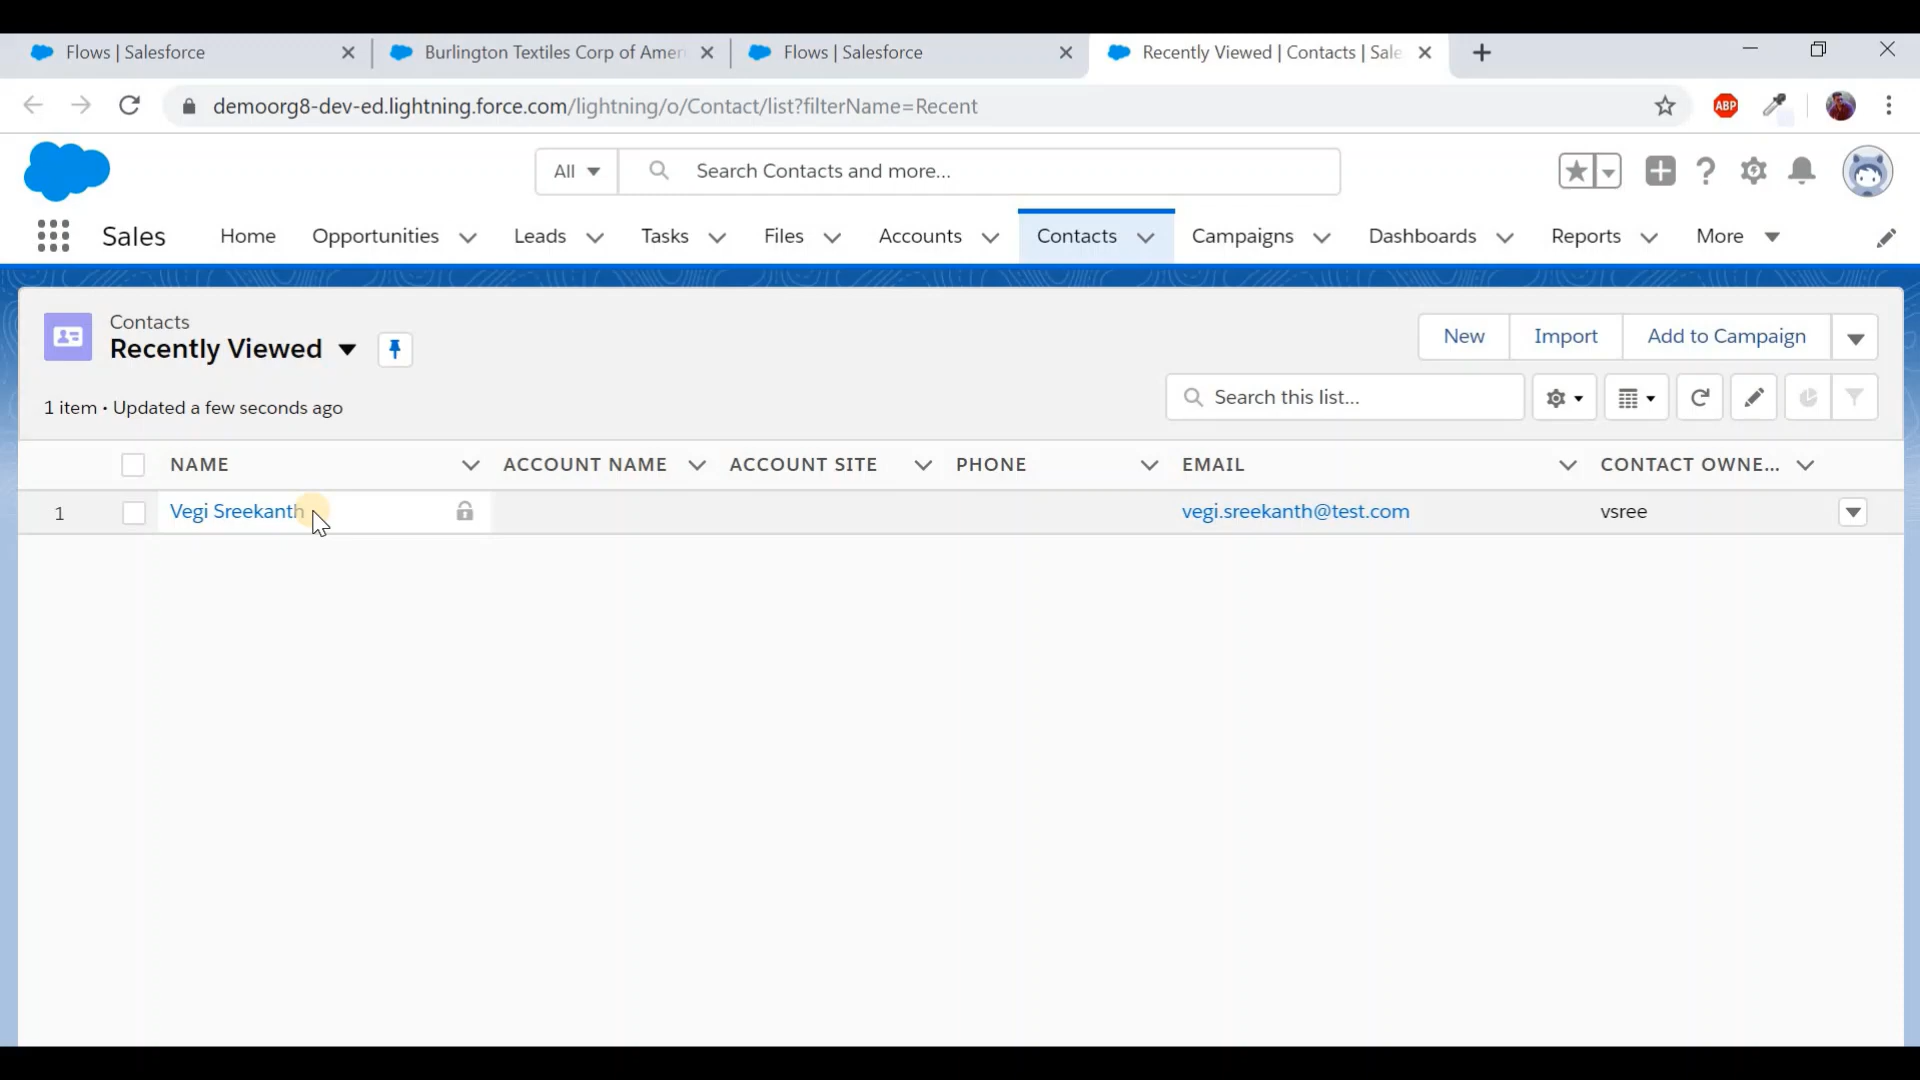 Flows | Salesforce
Burlington Textiles Corp of Amer
Flows | Salesforce
Recently Viewed | Contacts | Sale
demoorg8-dev-ed.lightning.force.com/lightning/o/Contact/list?filterName=Recent
ABP
All
Search Contacts and more...
Sales
Home
Opportunities
Leads
Tasks
Files
Accounts
Contacts
Campaigns
Dashboards
Reports
More
Contacts
Recently Viewed
New
Import
Add to Campaign
1 item • Updated a few seconds ago
Search this list...
NAME
ACCOUNT NAME
ACCOUNT SITE
PHONE
EMAIL
CONTACT OWNE...
1
Vegi Sreekanth
vegi.sreekanth@test.com
vsree